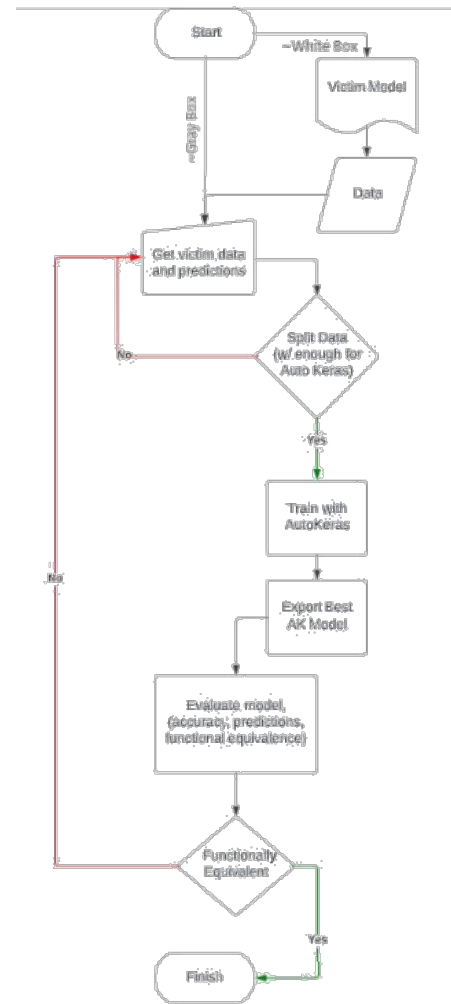 Start
~White Box
Victim Model
~Gray Box
Data
Get victim data
and predictions
Split Data
(w/ enough for
Auto Keras)
No
Yes
Train with
AutoKeras
No
Export Best
AK Model
Evaluate model,
(accuracy, predictions,
functional equivalence)
Functionally
Equivalent
Yes
Finish